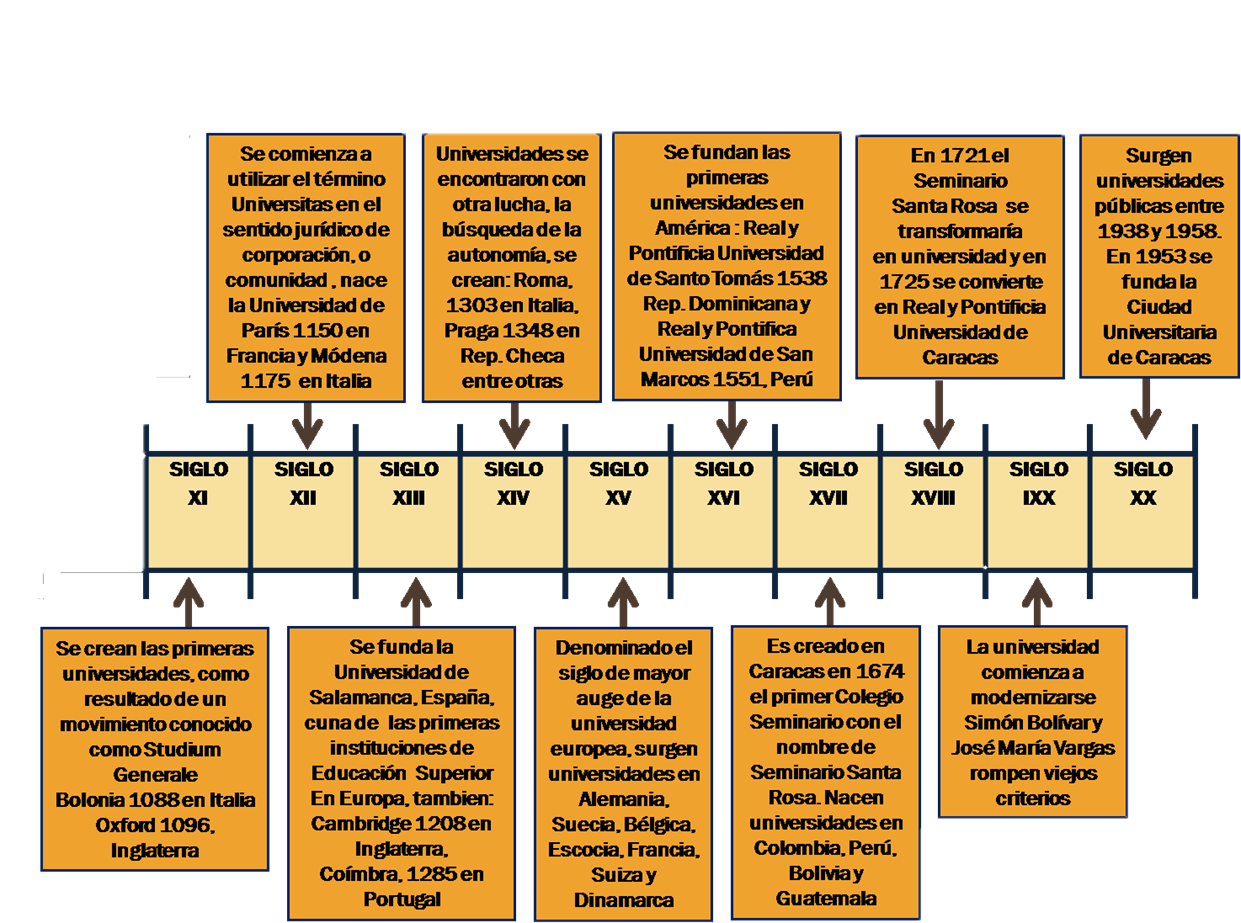 Se comienza a
utilizar el término
Universitas en el
sentido jurídico de
corporación, o
comunidad , nace
la Universidad de
París 1150 en
Francia y Módena
1175 en Italia
Universidades se
encontraron con
otra lucha, la
búsqueda de la
autonomía, se
crean: Roma,
1303 en Italia,
Praga 1348 en
Rep. Checa
entre otras
Se fundan las
primeras
universidades en
América : Real y
Pontificia Universidad
de Santo Tomás 1538
Rep. Dominicana y
Real y Pontifica
Universidad de San
Marcos 1551, Perú
En 1721 el
Seminario
Santa Rosa se
transformaría
en universidad y en
1725 se convierte
en Real y Pontificia
Universidad de
Caracas
Surgen
universidades
públicas entre
1938 y 1958.
En 1953 se
funda la
Ciudad
Universitaria
de Caracas
SIGLO
XI
SIGLO
XII
SIGLO
XIII
SIGLO
XIV
SIGLO
XV
SIGLO
XVI
SIGLO
XVII
SIGLO
XVIII
SIGLO
IXX
SIGLO
XX
Se crean las primeras
universidades, como
resultado de un
movimiento conocido
como Studium
Generale
Bolonia 1088 en Italia
Oxford 1096,
Inglaterra
Se funda la
Universidad de
Salamanca, España,
cuna de las primeras
instituciones de
Educación Superior
En Europa, tambien:
Cambridge 1208 en
Inglaterra,
Coímbra, 1285 en
Portugal
Denominado el
siglo de mayor
auge de la
universidad
europea, surgen
universidades en
Alemania,
Suecia, Bélgica,
Escocia, Francia,
Suiza y
Dinamarca
Es creado en
Caracas en 1674
el primer Colegio
Seminario con el
nombre de
Seminario Santa
Rosa. Nacen
universidades en
Colombia, Perú,
Bolivia y
Guatemala
La universidad
comienza a
modernizarse
Simón Bolívar y
José María Vargas
rompen viejos
criterios